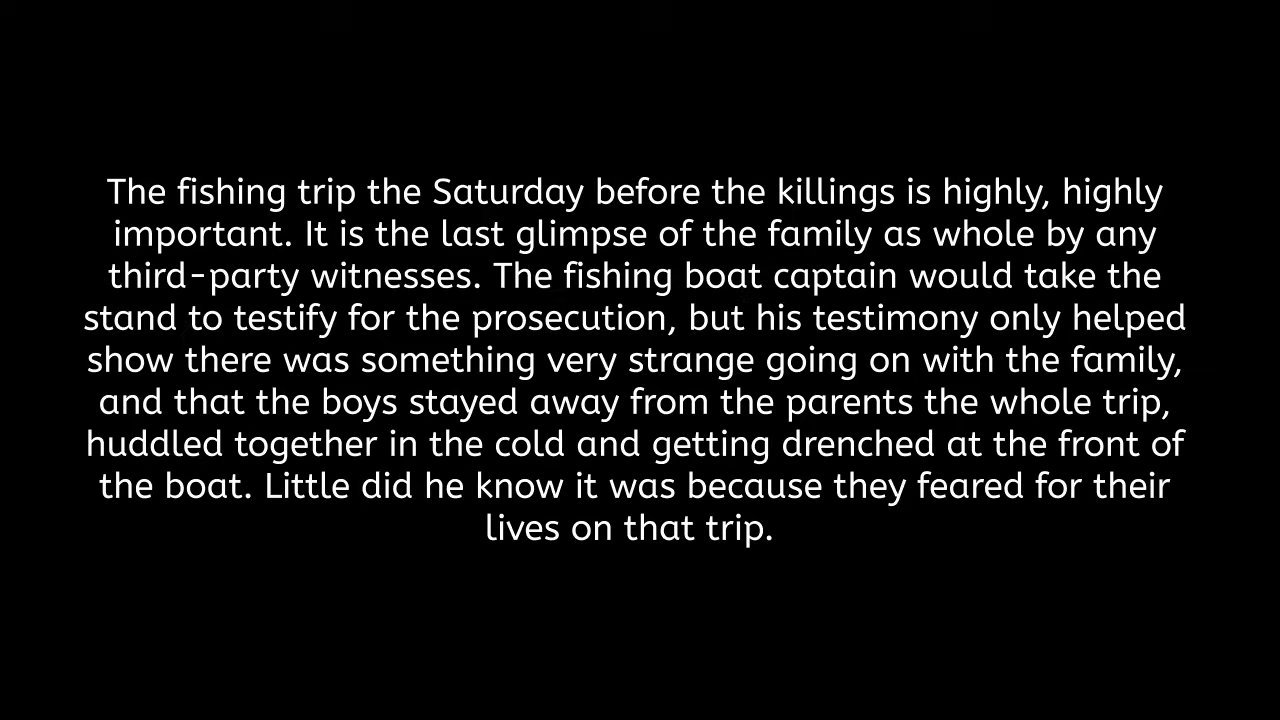 The fishing trip the Saturday before the killings is highly, highly
important. It is the last glimpse of the family as whole by any
third-party witnesses. The fishing boat captain would take the
stand to testify for the prosecution, but his testimony only helped
show there was something very strange going on with the family,
and that the boys stayed away from the parents the whole trip,
huddled together in the cold and getting drenched at the front of
the boat. Little did he know it was because they feared for their
lives on that trip.